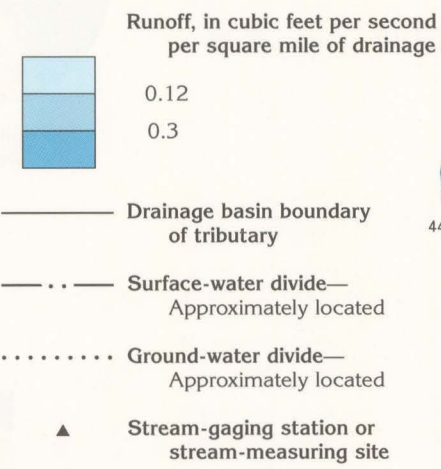 Runoff, in cubic feet per second
per square mile of drainage
0.12
0.3
Drainage basin boundary
of tributary
44
Surface-water divide—
Approximately located
Ground-water divide—
Approximately located
Stream-gaging station or
stream-measuring site